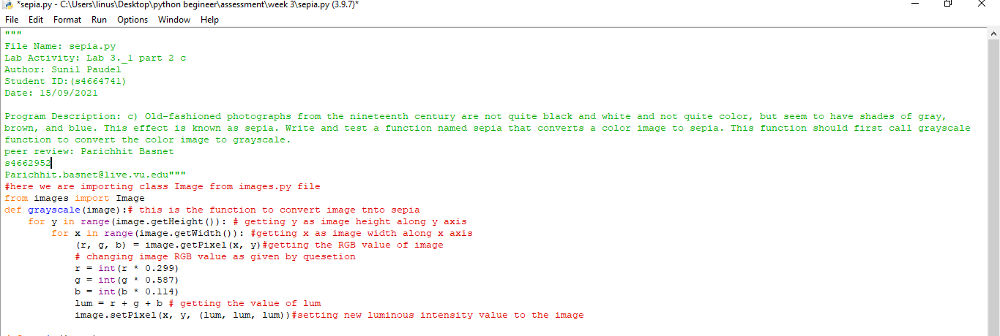 *sepia.py - C:\Users\linus\Desktop\python begineer\assessment\week 3\sepia.py (3.9.7)*
File Edit Format Run Options Window Help
"""
File Name: sepia.py
Lab Activity: Lab 3._1 part 2 c
Author: Sunil Paudel
Student ID:(s4664741)
Date: 15/09/2021
Program Description: c) Old-fashioned photographs from the nineteenth century are not quite black and white and not quite color, but seem to have shades of gray,
brown, and blue. This effect is known as sepia. Write and test a function named sepia that converts a color image to sepia. This function should first call grayscale
function to convert the color image to grayscale.
peer review: Parichhit Basnet
s4662952
Parichhit.basnet@live.vu.edu"""
#here we are importing class Image from images.py file
from images import Image
def grayscale(image):# this is the function to convert image tnto sepia
    for y in range(image.getHeight()): # getting y as image height along y axis
        for x in range(image.getWidth()): #getting x as image width along x axis
            (r, g, b) = image.getPixel(x, y)#getting the RGB value of image
            # changing image RGB value as given by quesetion
            r = int(r * 0.299)
            g = int(g * 0.587)
            b = int(b * 0.114)
            lum = r + g + b # getting the value of lum
            image.setPixel(x, y, (lum, lum, lum))#setting new luminous intensity value to the image